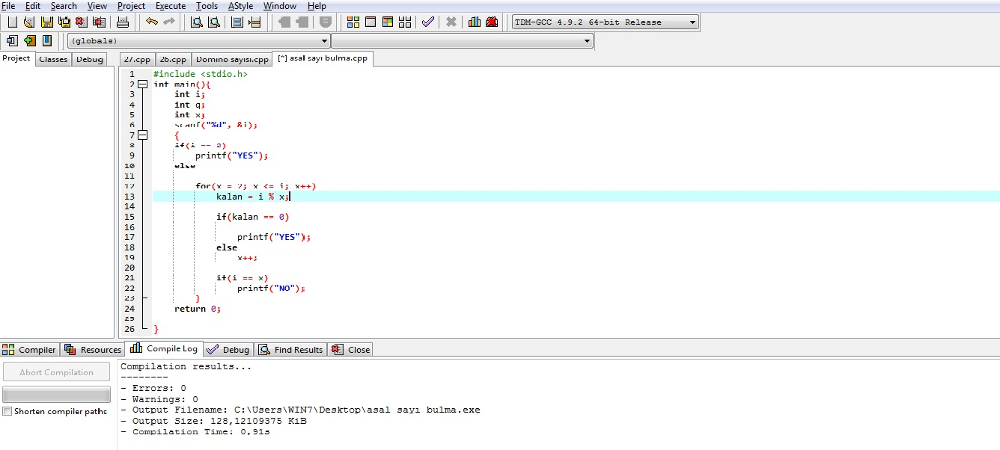 File Edit Search View Project Execute Tools AStyle Window Help
TDM-GCC 4.9.2 64-bit Release
(globals)
Project Classes Debug 27.cpp 26.cpp Domino sayısı.cpp [*] asal sayı bulma.cpp
1 #include <stdio.h>
2 int main(){
3 int i;
4 int q;
5 int x;
6 scanf("%d", &i);
7 {
8 if(i == 2)
9 printf("YES");
10 else
11
12 for(x = 2; x <= i; x++)
13 kalan = i % x;
14
15 if(kalan == 0)
16
17 printf("YES");
18 else
19 x++;
20
21 if(i == x)
22 printf("NO");
23 }
24 return 0;
25
26 }
Compiler Resources Compile Log Debug Find Results Close
Abort Compilation
Shorten compiler paths
Compilation results...
--------
- Errors: 0
- Warnings: 0
- Output Filename: C:\Users\WIN7\Desktop\asal sayı bulma.exe
- Output Size: 128,12109375 KiB
- Compilation Time: 0,91s